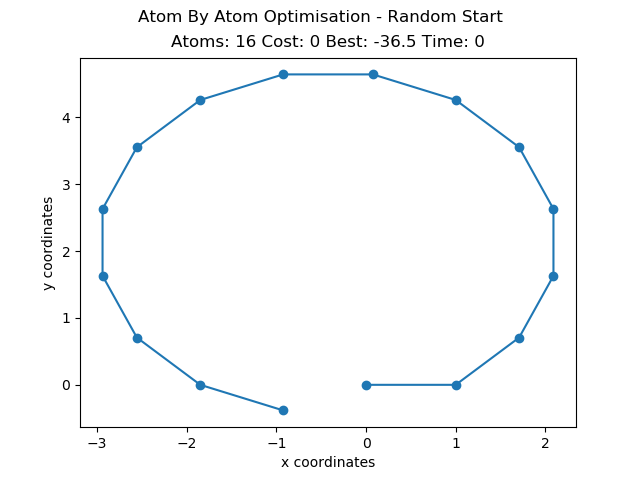 Atom By Atom Optimisation - Random Start
Atoms: 16 Cost: 0 Best: -36.5 Time: 0
4
3
2
1
0
y coordinates
−3 −2 −1 0 1 2
x coordinates